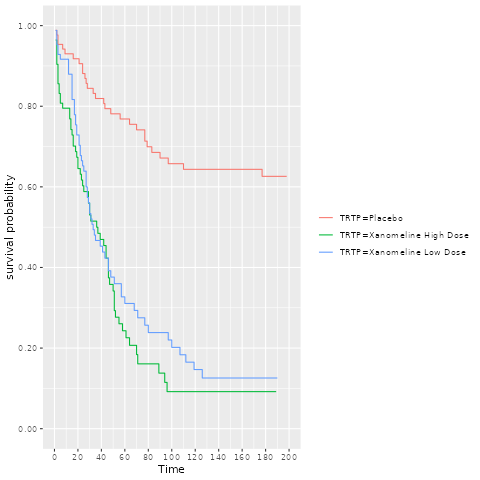 survival probability
1.00
0.80
0.60
0.40
0.20
0.00
0 20 40 60 80 100 120 140 160 180 200
Time
TRTP=Placebo
TRTP=Xanomeline High Dose
TRTP=Xanomeline Low Dose